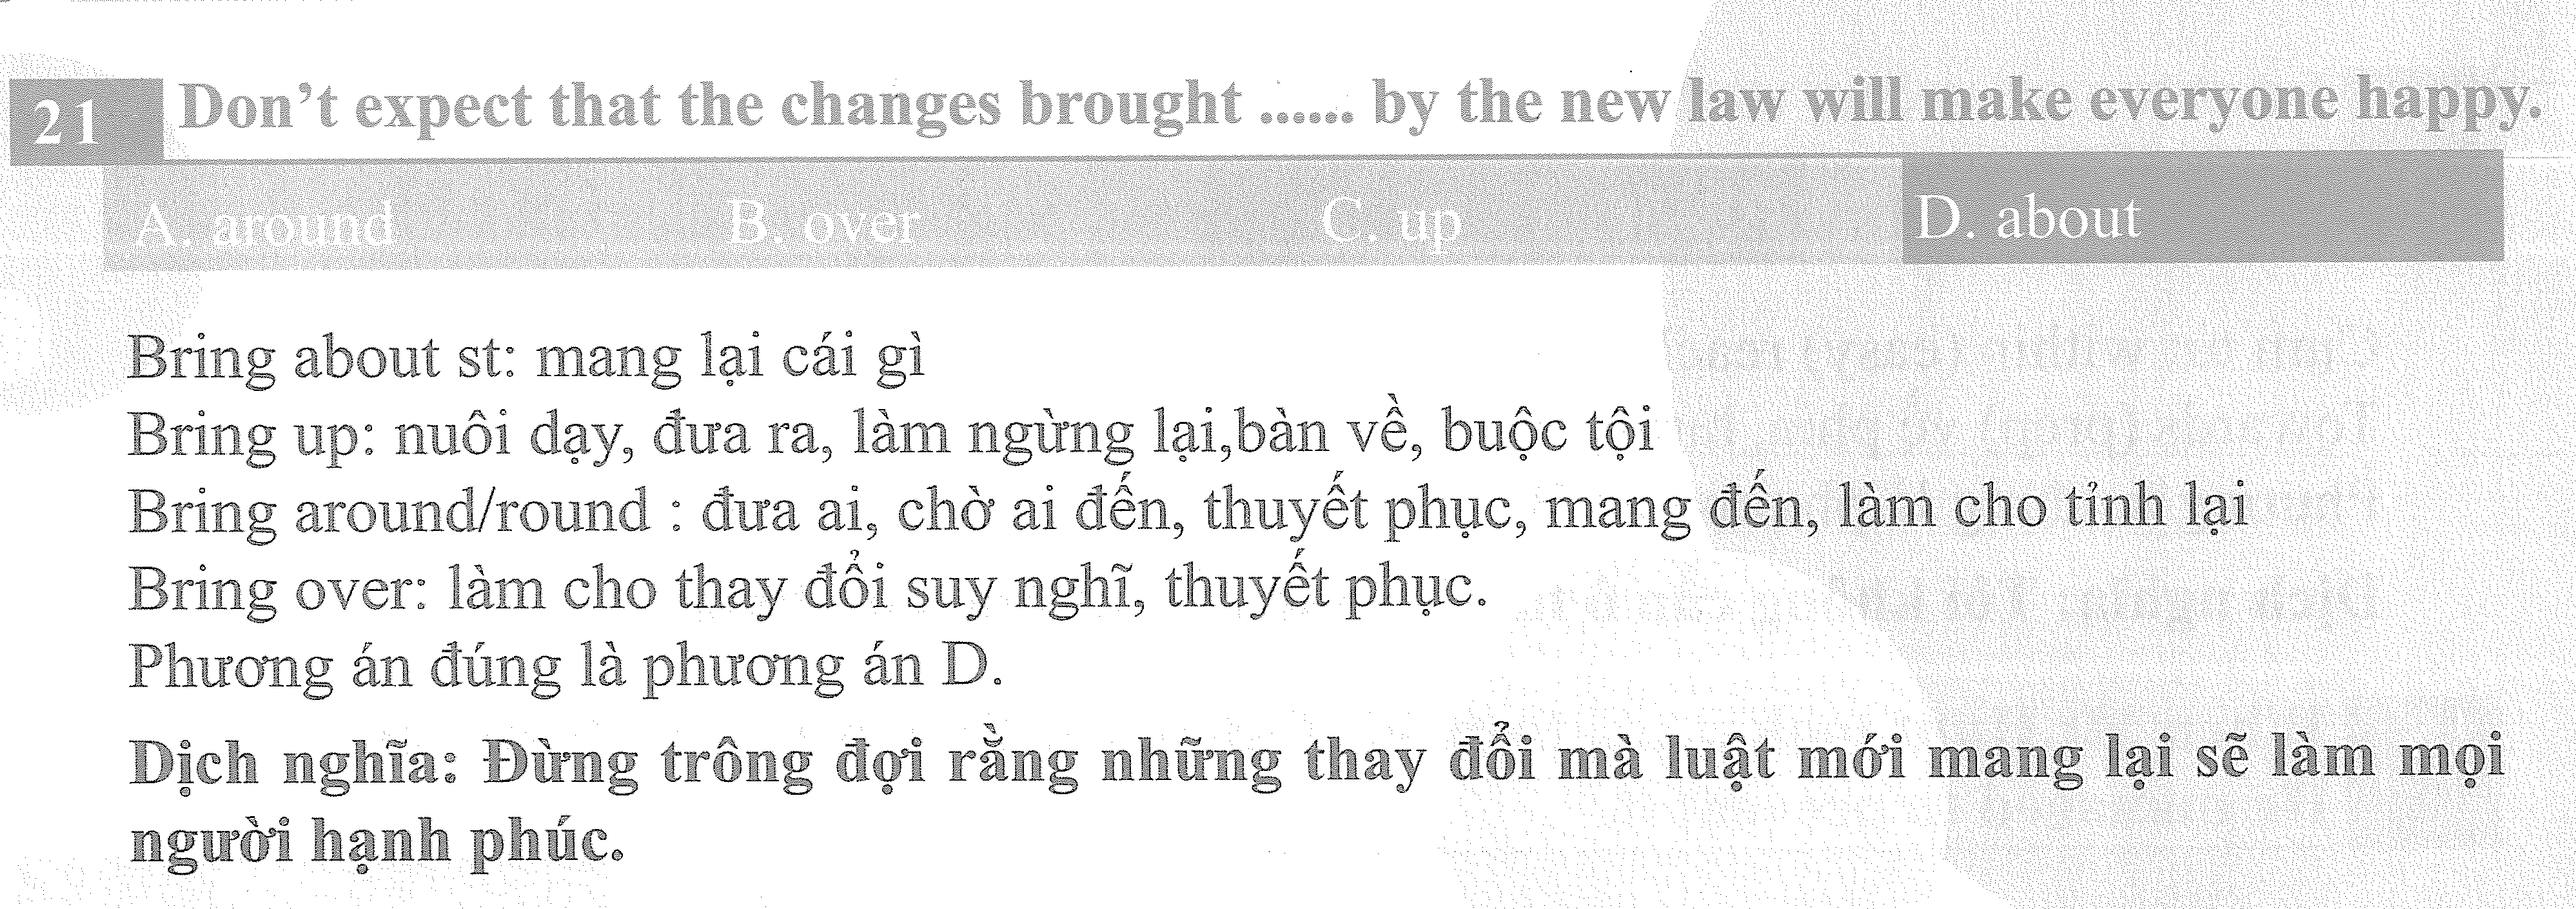 21 Don't expect that the changes brought ...... by the new law will make everyone happy.
A. around B. over C. up D. about
Bring about st: mang lại cái gì
Bring up: nuôi dạy, đưa ra, làm ngừng lại,bàn về, buộc tội
Bring around/round : đưa ai, chờ ai đến, thuyết phục, mang đến, làm cho tỉnh lại
Bring over: làm cho thay đổi suy nghĩ, thuyết phục.
Phương án đúng là phương án D.
Dịch nghĩa: Đừng trông đợi rằng những thay đổi mà luật mới mang lại sẽ làm mọi
người hạnh phúc.